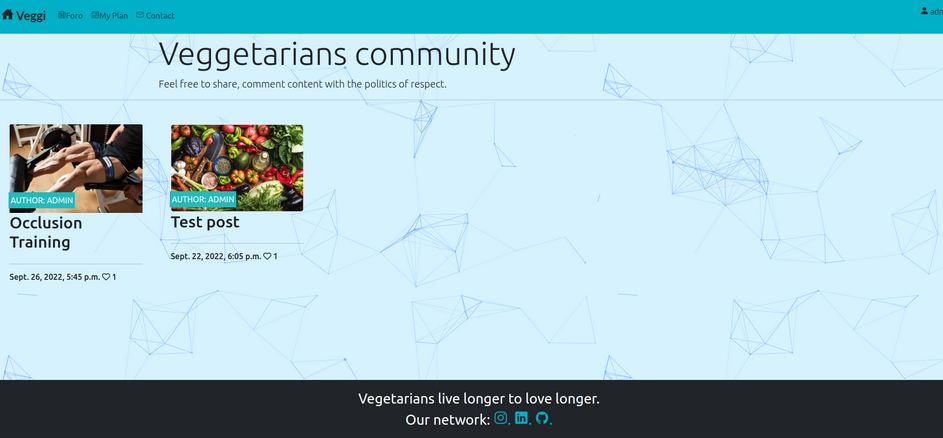 Veggi Foro My Plan Contact adm
Veggetarians community
Feel free to share, comment content with the politics of respect.
AUTHOR: ADMIN
Occlusion
Training
Sept. 26, 2022, 5:45 p.m. 1
AUTHOR: ADMIN
Test post
Sept. 22, 2022, 6:05 p.m. 1
Vegetarians live longer to love longer.
Our network: . . .